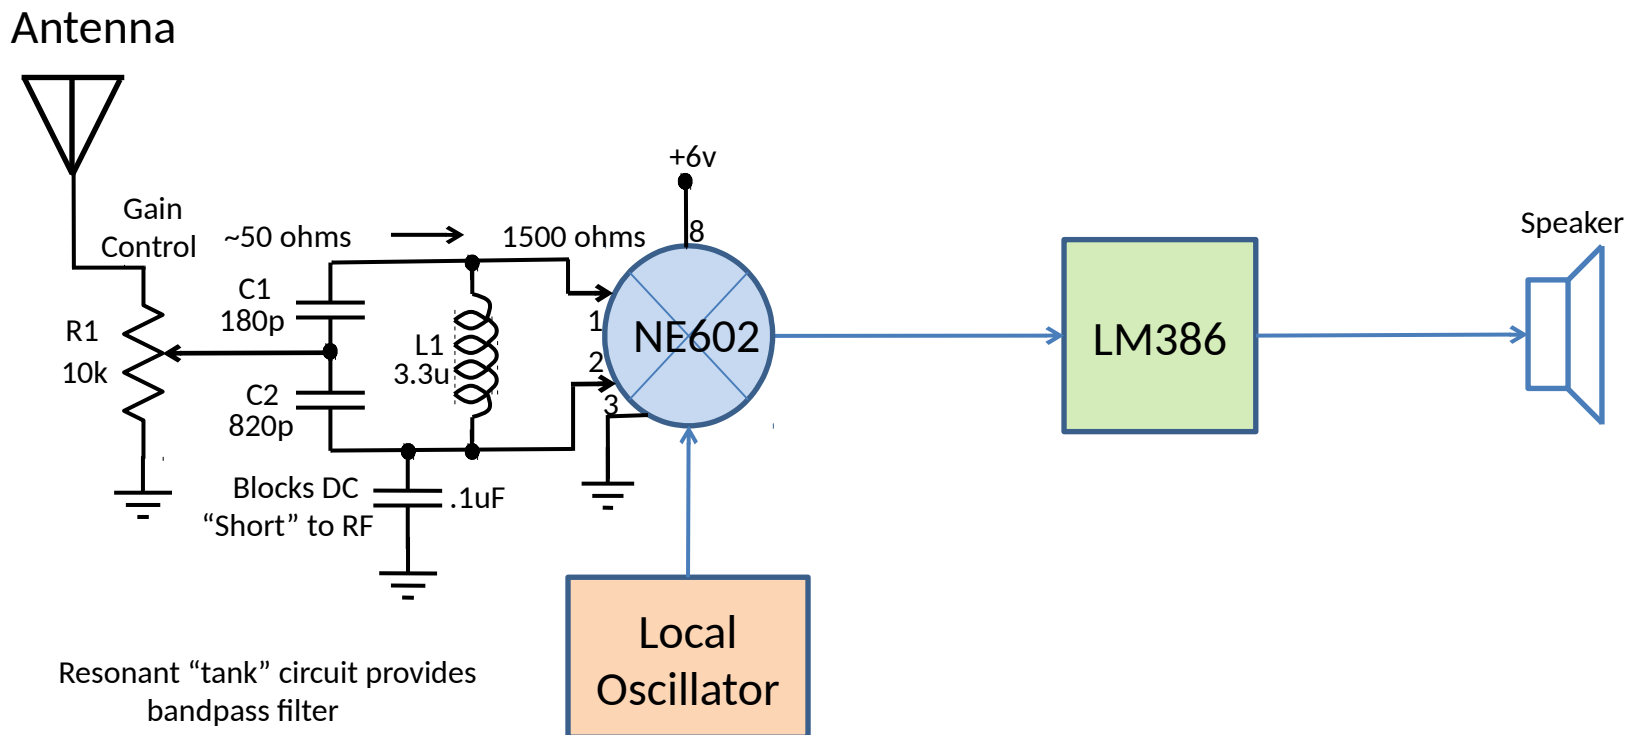 Antenna
+6v
Gain
Control
~50 ohms
1500 ohms
8
Speaker
C1
180p
R1
10k
L1
3.3u
1
2
3
NE602
LM386
C2
820p
Blocks DC
“Short” to RF
.1uF
Local
Oscillator
Resonant “tank” circuit provides
bandpass filter